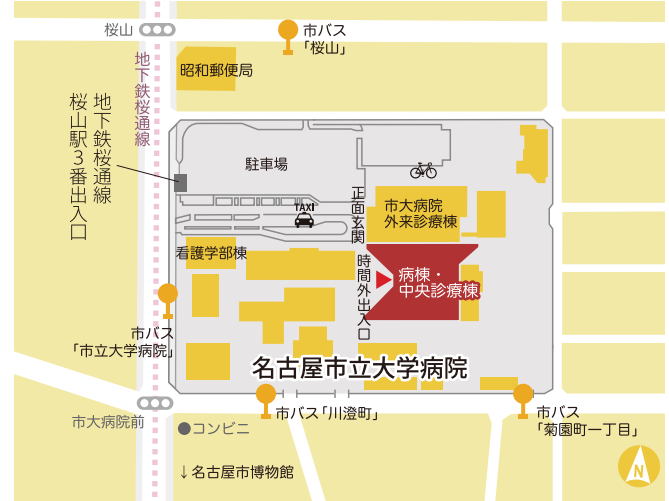 桜山
市バス
「桜山」
地下鉄桜通線
昭和郵便局
地下鉄桜通線
桜山駅3番出入口
駐車場
TAXI
正面玄関
市大病院
外来診療棟
看護学部棟
時間外出入口
病棟・
中央診療棟
市バス
「市立大学病院」
名古屋市立大学病院
市大病院前
市バス「川澄町」
市バス
「菊園町一丁目」
コンビニ
↓名古屋市博物館
N